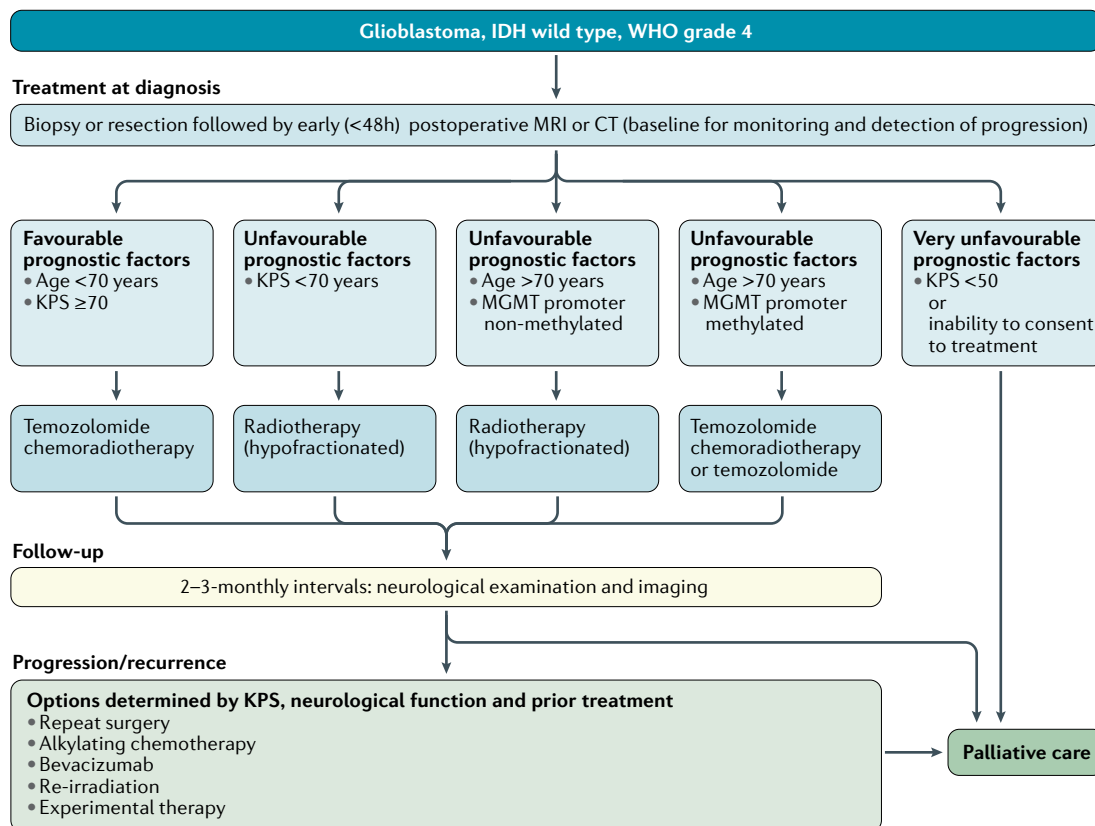 Glioblastoma, IDH wild type, WHO grade 4
Treatment at diagnosis
Biopsy or resection followed by early (<48h) postoperative MRI or CT (baseline for monitoring and detection of progression)
Favourable
prognostic factors
• Age <70 years
• KPS ≥70
Unfavourable
prognostic factors
• KPS <70 years
Unfavourable
prognostic factors
• Age >70 years
• MGMT promoter
non-methylated
Unfavourable
prognostic factors
• Age >70 years
• MGMT promoter
methylated
Very unfavourable
prognostic factors
• KPS <50
or
inability to consent
to treatment
Temozolomide
chemoradiotherapy
Radiotherapy
(hypofractionated)
Radiotherapy
(hypofractionated)
Temozolomide
chemoradiotherapy
or temozolomide
Follow-up
2–3-monthly intervals: neurological examination and imaging
Progression/recurrence
Options determined by KPS, neurological function and prior treatment
• Repeat surgery
• Alkylating chemotherapy
• Bevacizumab
• Re-irradiation
• Experimental therapy
Palliative care